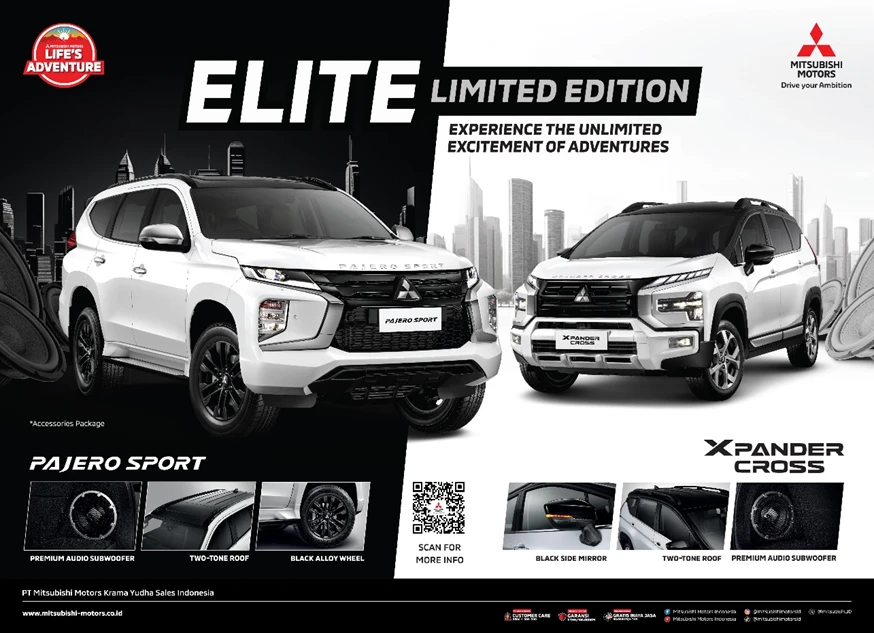 MITSUBISHI MOTORS
LIFE'S
ADVENTURE
ELITE LIMITED EDITION
EXPERIENCE THE UNLIMITED
EXCITEMENT OF ADVENTURES
MITSUBISHI
MOTORS
Drive your Ambition
PAJERO SPORT
PAJERO SPORT
XPANDER CROSS
XPANDER
CROSS
*Accessories Package
PAJERO SPORT
XPANDER
CROSS
PREMIUM AUDIO SUBWOOFER
TWO-TONE ROOF
BLACK ALLOY WHEEL
SCAN FOR
MORE INFO
BLACK SIDE MIRROR
TWO-TONE ROOF
PREMIUM AUDIO SUBWOOFER
PT Mitsubishi Motors Krama Yudha Sales Indonesia
www.mitsubishi-motors.co.id
CUSTOMER CARE
GARANSI
GRATIS BIAYA JASA
Mitsubishi Motors Indonesia
Mitsubishi Motors Indonesia
@mitsubishimotorsid
@mitsubishimotorsid